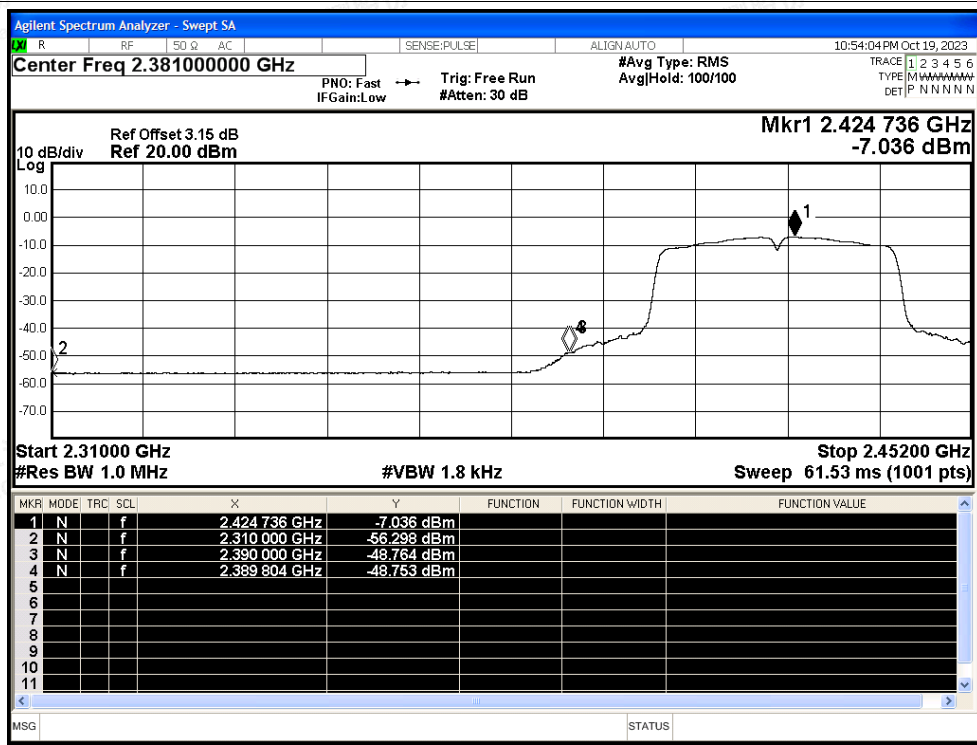 Agilent Spectrum Analyzer - Swept SA
LXI R RF 50 Ω AC SENSE:PULSE ALIGN AUTO 10:54:04 PM Oct 19, 2023
Center Freq 2.381000000 GHz
PNO: Fast
IFGain:Low
Trig: Free Run
#Atten: 30 dB
#Avg Type: RMS
Avg|Hold: 100/100
TRACE 1 2 3 4 5 6
TYPE M WWWWW
DET P N N N N N
Mkr1 2.424 736 GHz
-7.036 dBm
Ref Offset 3.15 dB
10 dB/div Ref 20.00 dBm
Log
10.0
0.00
-10.0
-20.0
-30.0
-40.0
-50.0
-60.0
-70.0
1
2
4
Start 2.31000 GHz Stop 2.45200 GHz
#Res BW 1.0 MHz #VBW 1.8 kHz Sweep 61.53 ms (1001 pts)
MKR MODE TRC SCL X Y FUNCTION FUNCTION WIDTH FUNCTION VALUE
1 N f 2.424 736 GHz -7.036 dBm
2 N f 2.310 000 GHz -56.298 dBm
3 N f 2.390 000 GHz -48.764 dBm
4 N f 2.389 804 GHz -48.753 dBm
5
6
7
8
9
10
11
MSG STATUS